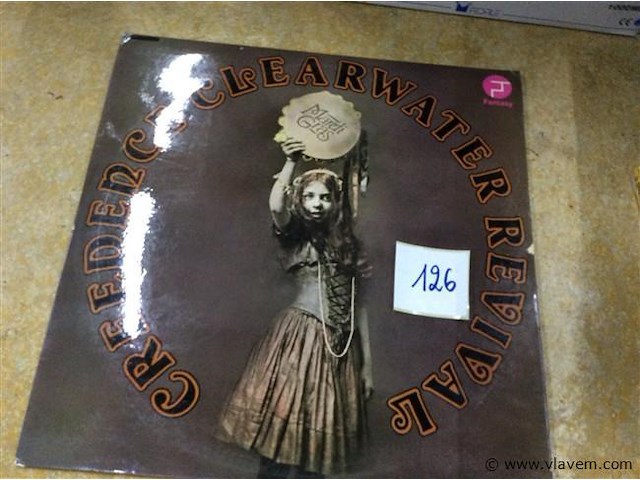 CREEDENCE CLEARWATER REVIVAL
Mardi
Gras
Fantasy
126
© www.vlavem.com